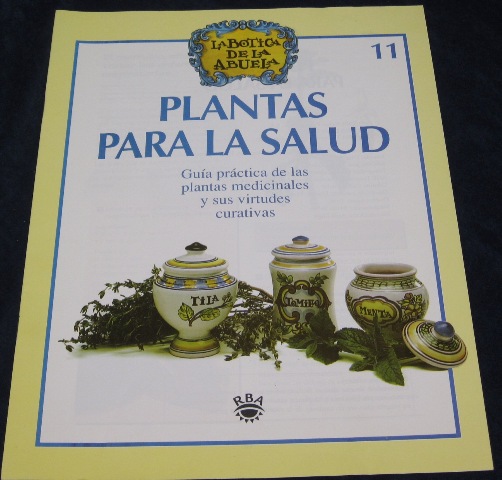 LA BOTICA
DE LA
ABUELA
11
PLANTAS
PARA LA SALUD
Guía práctica de las
plantas medicinales
y sus virtudes
curativas
TILA
MENTA
RBA